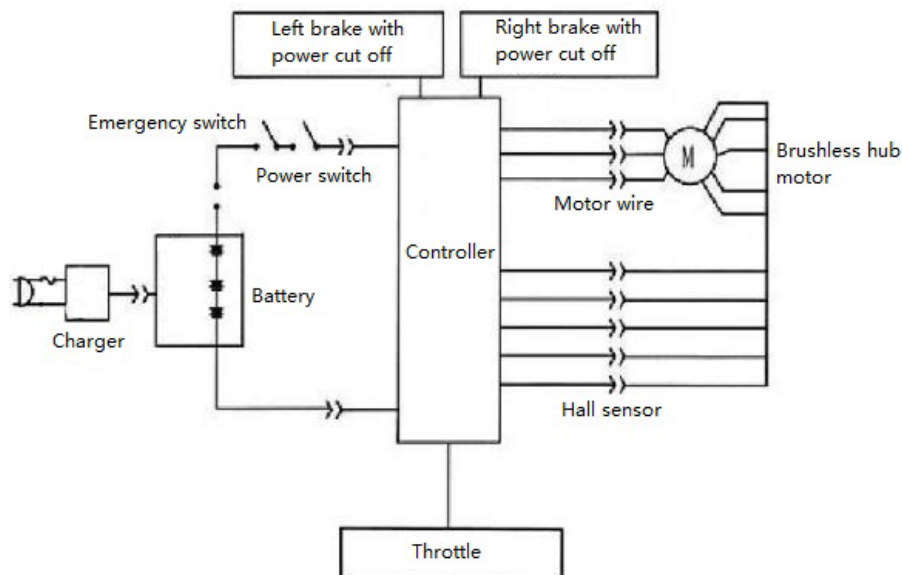 Left brake with
power cut off
Right brake with
power cut off
Emergency switch
Power switch
M
Brushless hub
motor
Motor wire
Controller
Battery
Charger
Hall sensor
Throttle